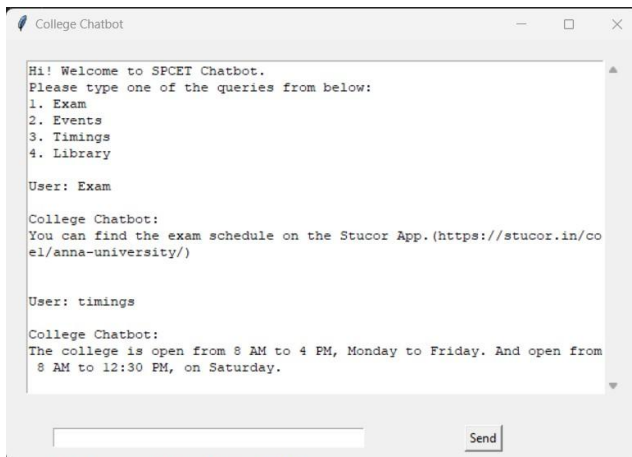 College Chatbot
Hi! Welcome to SPCET Chatbot.
Please type one of the queries from below:
1. Exam
2. Events
3. Timings
4. Library
User: Exam
College Chatbot:
You can find the exam schedule on the Stucor App.(https://stucor.in/co
el/anna-university/)
User: timings
College Chatbot:
The college is open from 8 AM to 4 PM, Monday to Friday. And open from
8 AM to 12:30 PM, on Saturday.
Send